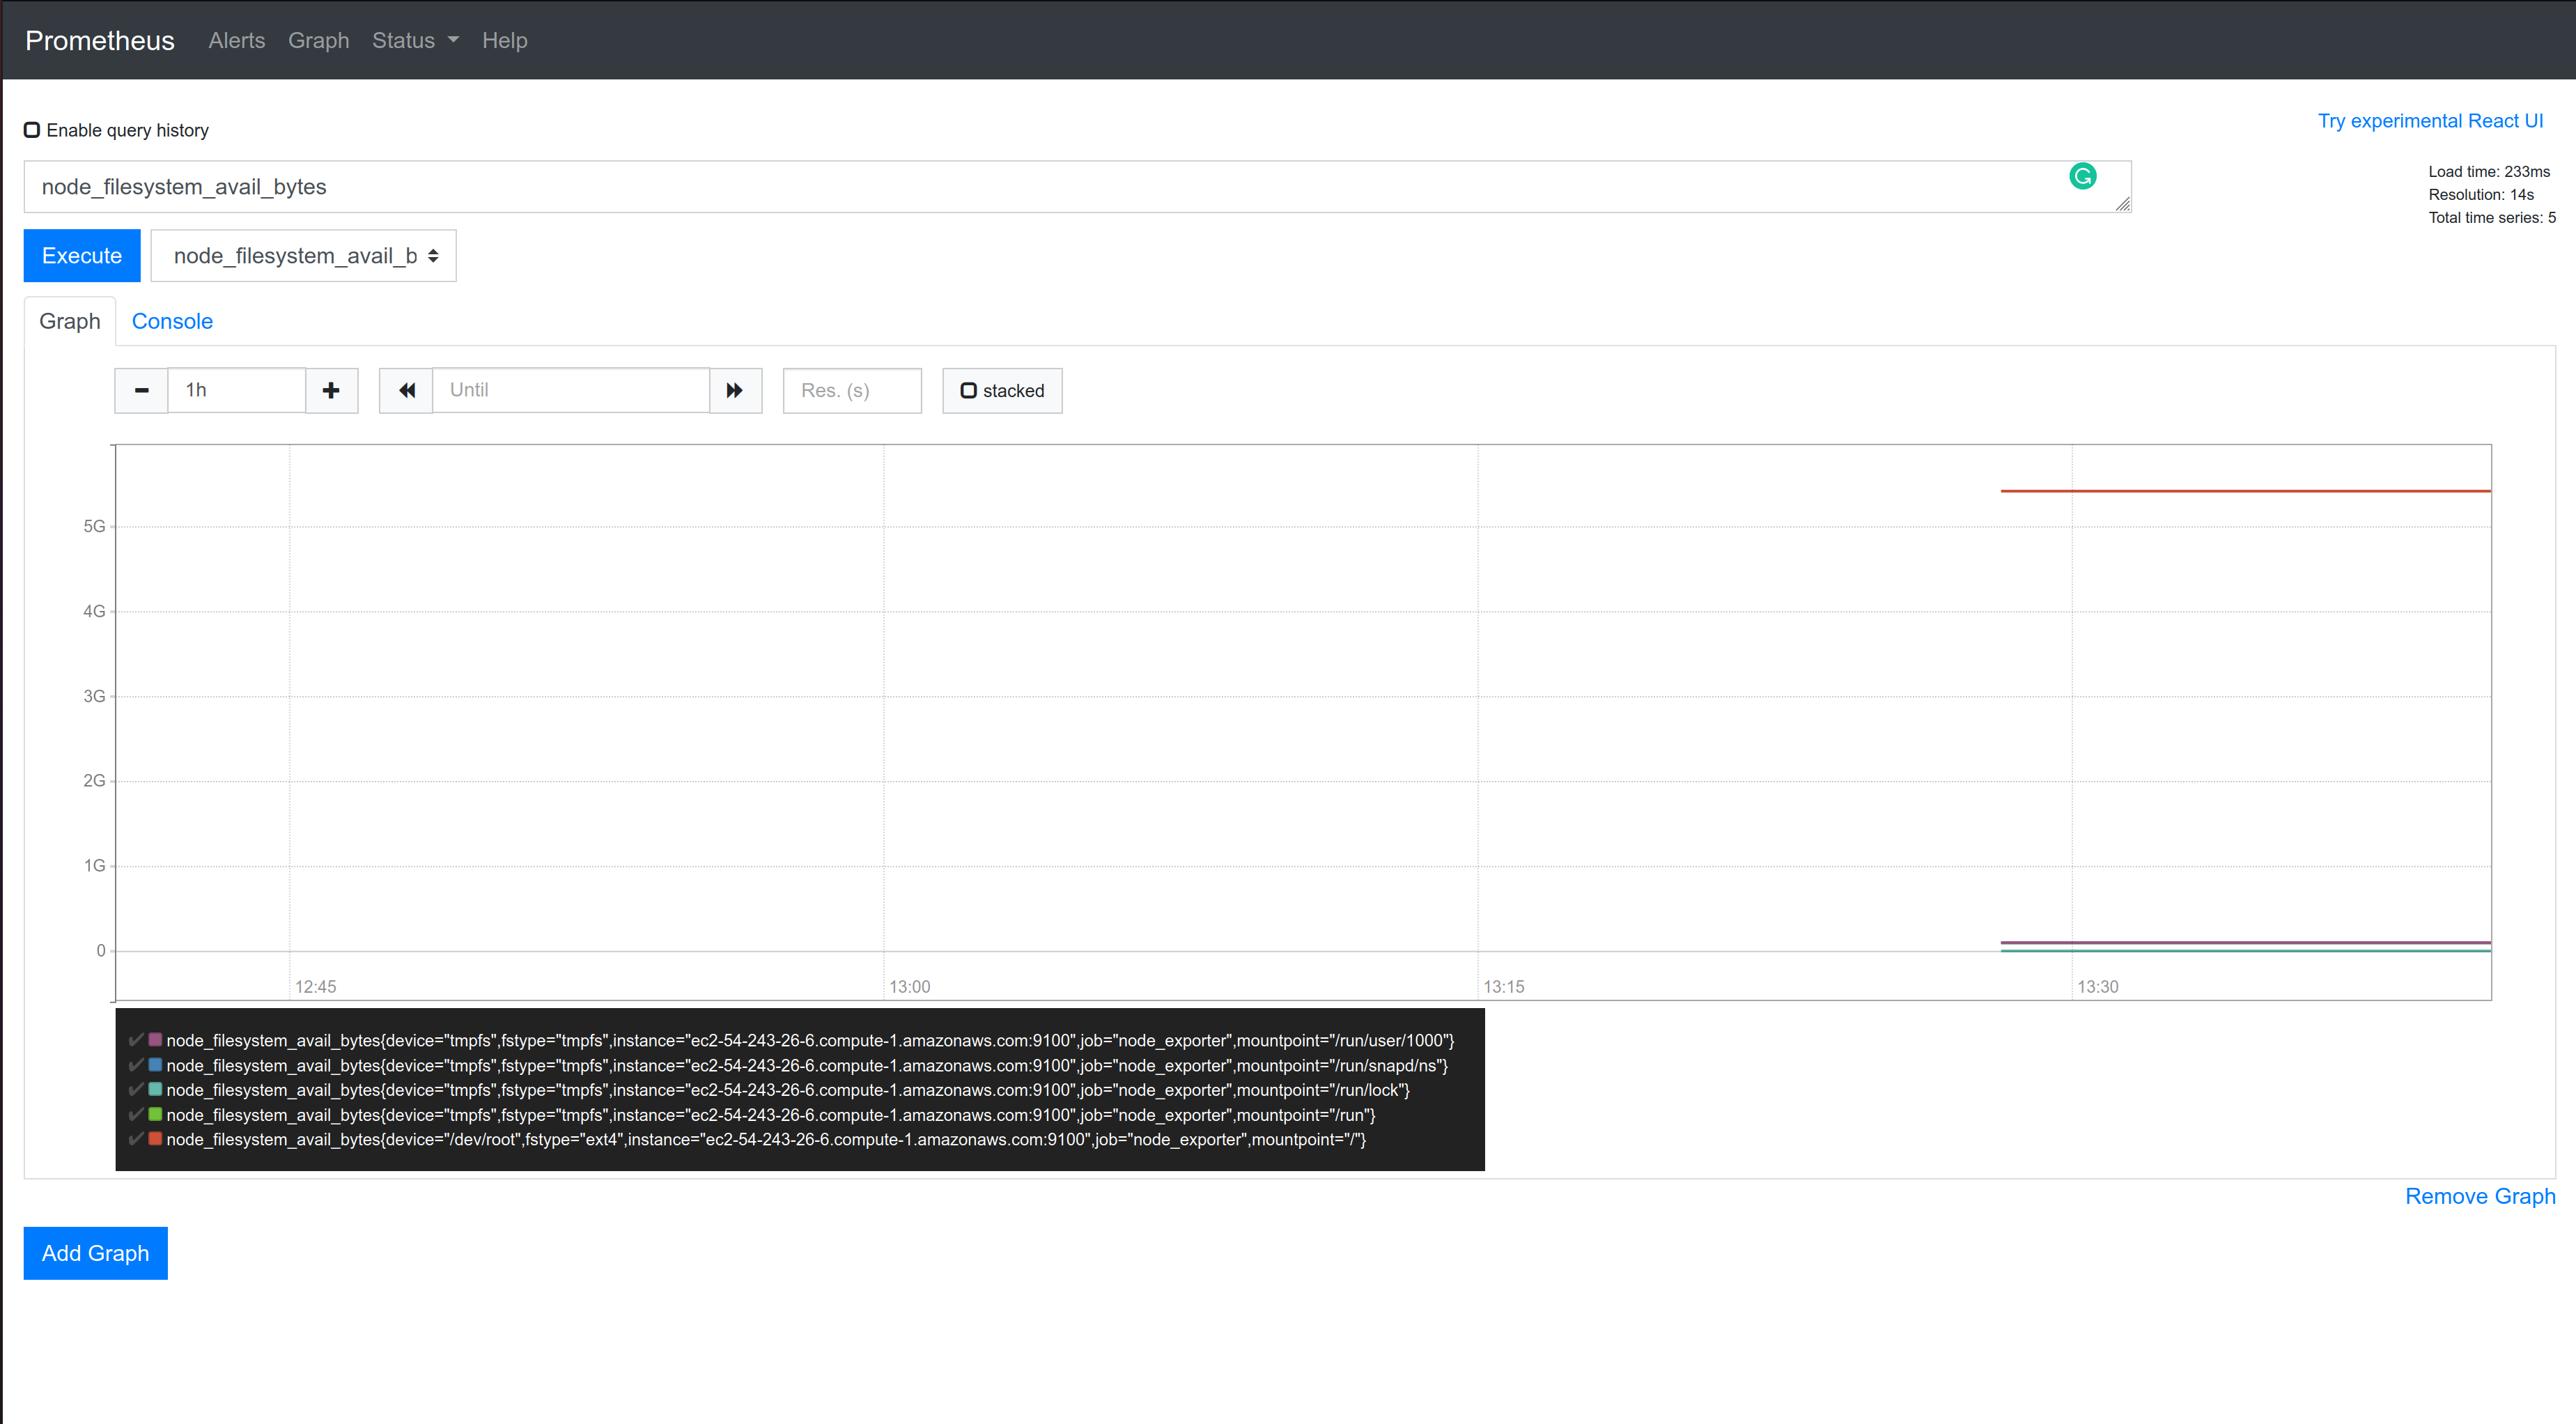 Prometheus Alerts Graph Status Help
Enable query history
Try experimental React UI
node_filesystem_avail_bytes
Load time: 233ms
Resolution: 14s
Total time series: 5
Execute node_filesystem_avail_b
Graph Console
1h Until Res. (s) stacked
5G
4G
3G
2G
1G
0
12:45 13:00 13:15 13:30
node_filesystem_avail_bytes{device="tmpfs",fstype="tmpfs",instance="ec2-54-243-26-6.compute-1.amazonaws.com:9100",job="node_exporter",mountpoint="/run/user/1000"}
node_filesystem_avail_bytes{device="tmpfs",fstype="tmpfs",instance="ec2-54-243-26-6.compute-1.amazonaws.com:9100",job="node_exporter",mountpoint="/run/snapd/ns"}
node_filesystem_avail_bytes{device="tmpfs",fstype="tmpfs",instance="ec2-54-243-26-6.compute-1.amazonaws.com:9100",job="node_exporter",mountpoint="/run/lock"}
node_filesystem_avail_bytes{device="tmpfs",fstype="tmpfs",instance="ec2-54-243-26-6.compute-1.amazonaws.com:9100",job="node_exporter",mountpoint="/run"}
node_filesystem_avail_bytes{device="/dev/root",fstype="ext4",instance="ec2-54-243-26-6.compute-1.amazonaws.com:9100",job="node_exporter",mountpoint="/"}
Remove Graph
Add Graph